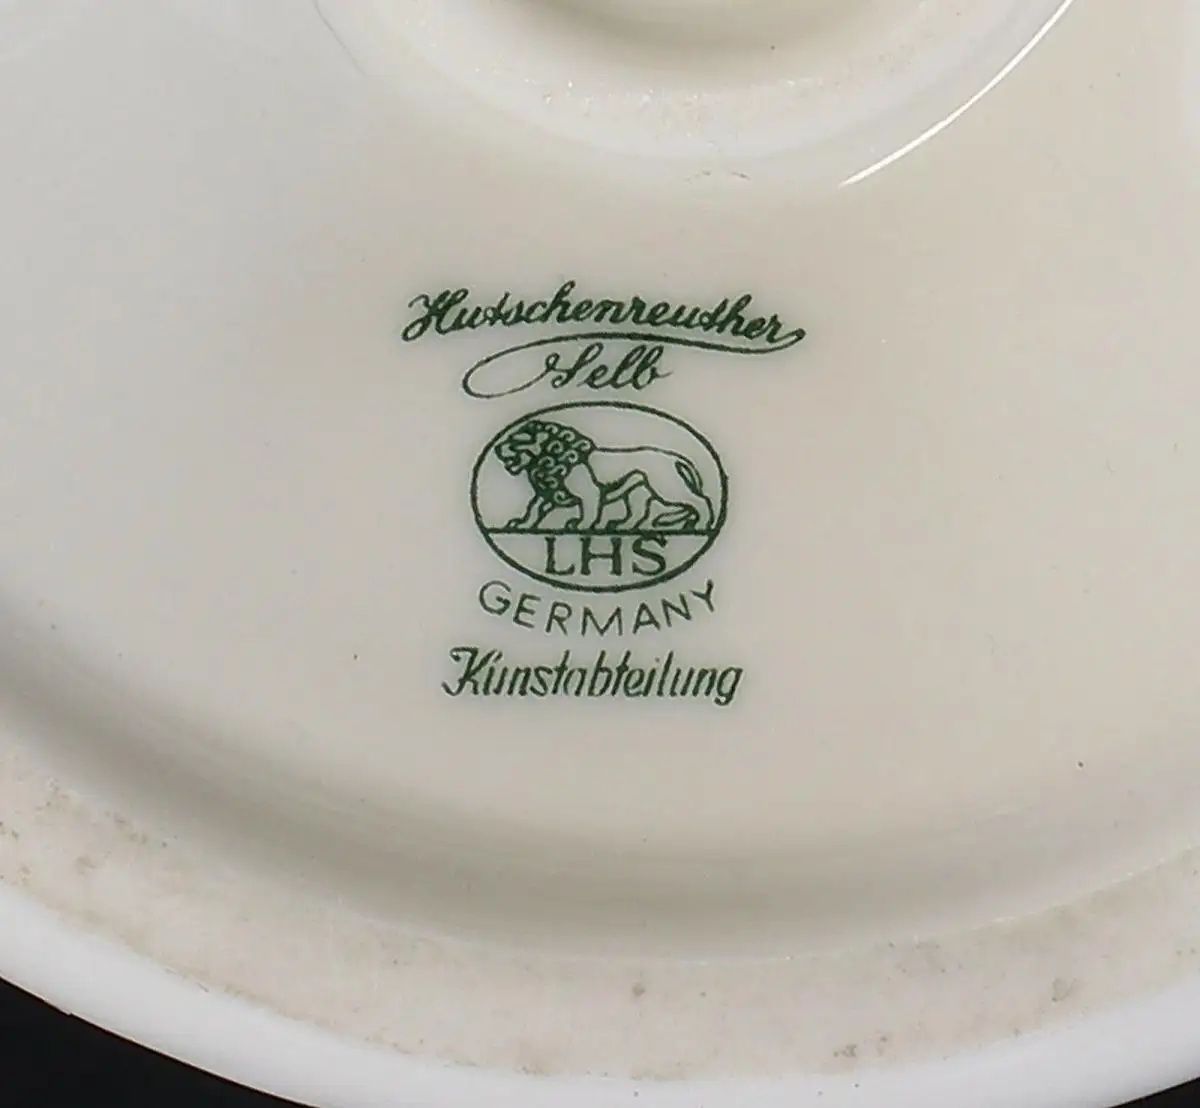 Hutschenreuther
Selb
LHS
GERMANY
Kunstabteilung